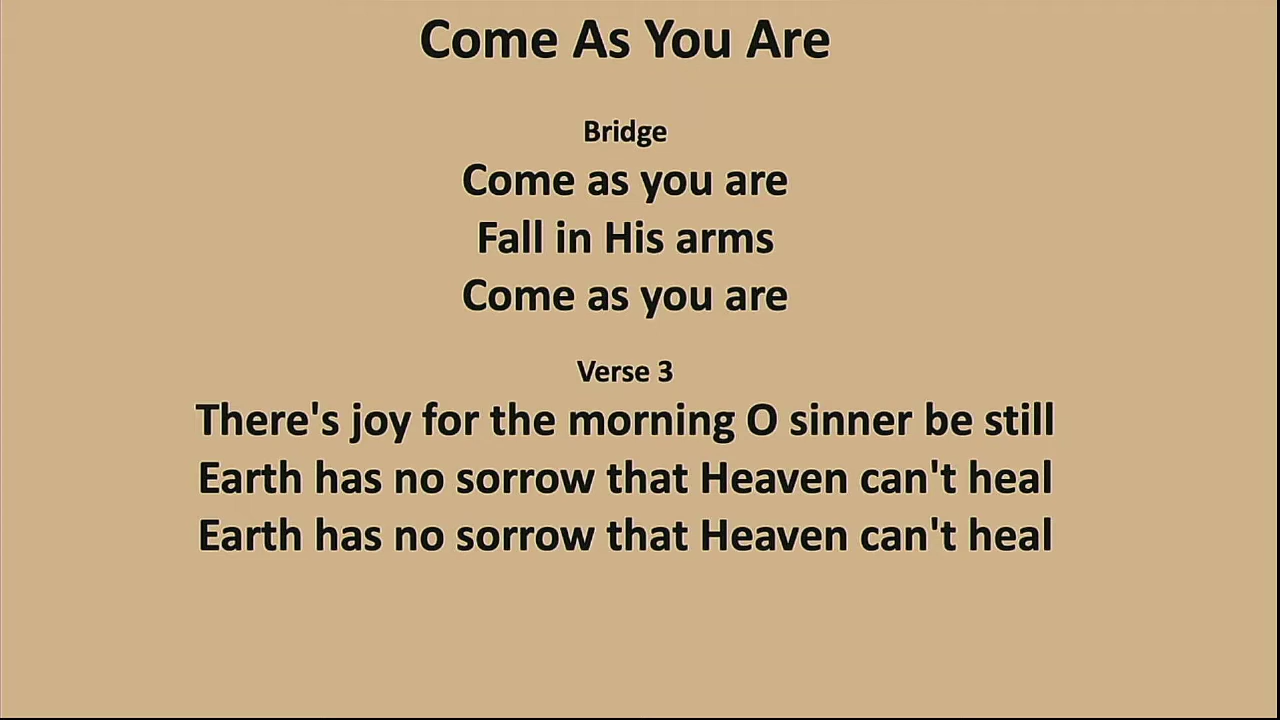 Come As You Are
Bridge
Come as you are
Fall in His arms
Come as you are
Verse 3
There's joy for the morning O sinner be still
Earth has no sorrow that Heaven can't heal
Earth has no sorrow that Heaven can't heal